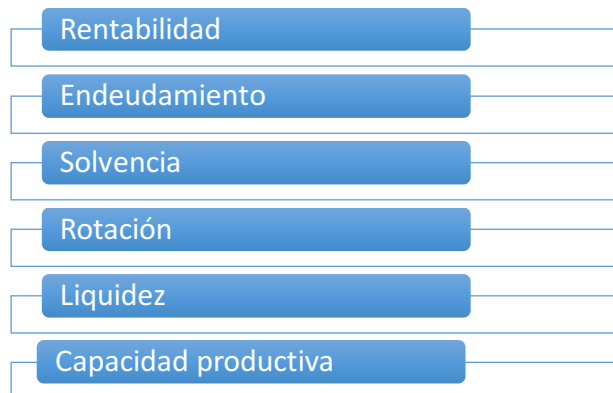 Rentabilidad
Endeudamiento
Solvencia
Rotación
Liquidez
Capacidad productiva